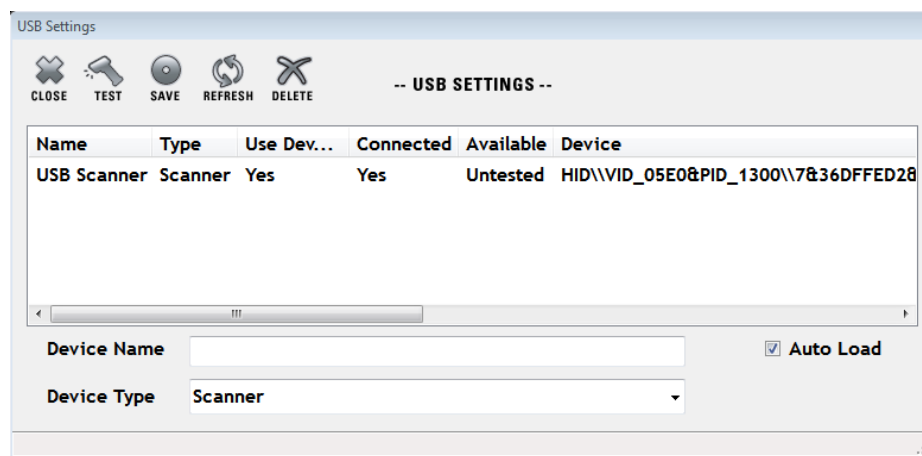 USB Settings
CLOSE TEST SAVE REFRESH DELETE -- USB SETTINGS --
Name Type Use Dev... Connected Available Device
USB Scanner Scanner Yes Yes Untested HID\\VID_05E0&PID_1300\\7&36DFFED2&
Device Name Auto Load
Device Type Scanner